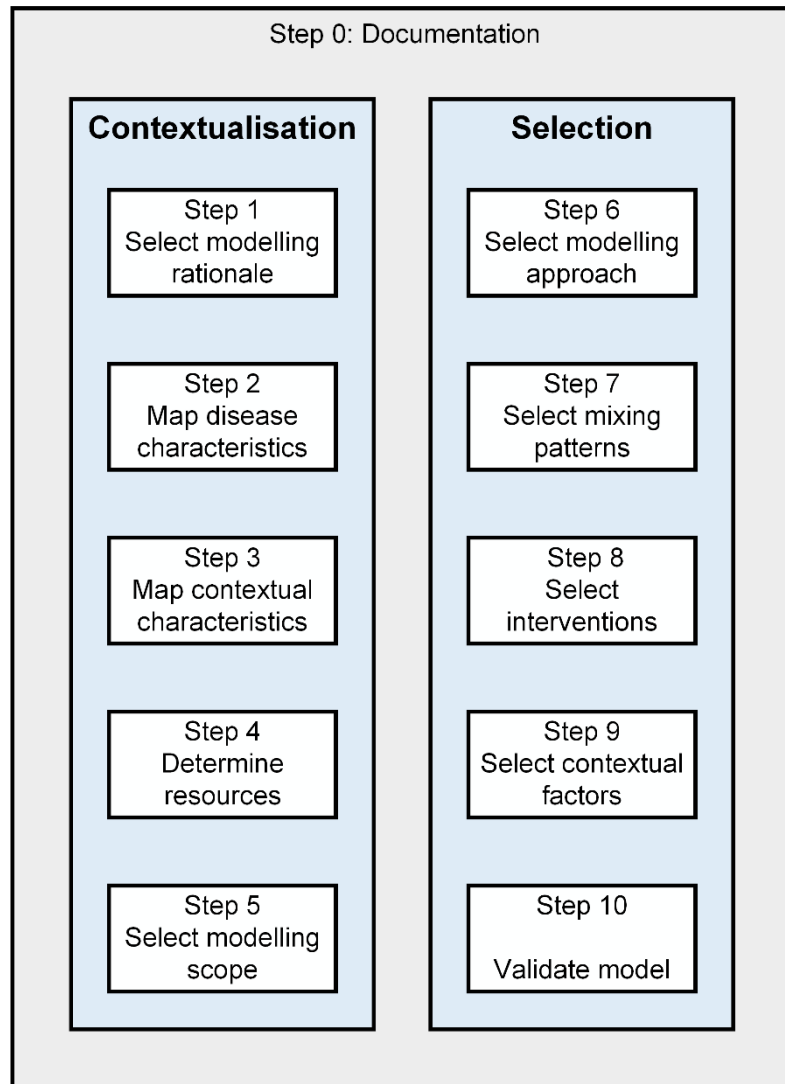 Step 0: Documentation
Contextualisation
Step 1
Select modelling
rationale
Step 2
Map disease
characteristics
Step 3
Map contextual
characteristics
Step 4
Determine
resources
Step 5
Select modelling
scope
Selection
Step 6
Select modelling
approach
Step 7
Select mixing
patterns
Step 8
Select
interventions
Step 9
Select contextual
factors
Step 10
Validate model